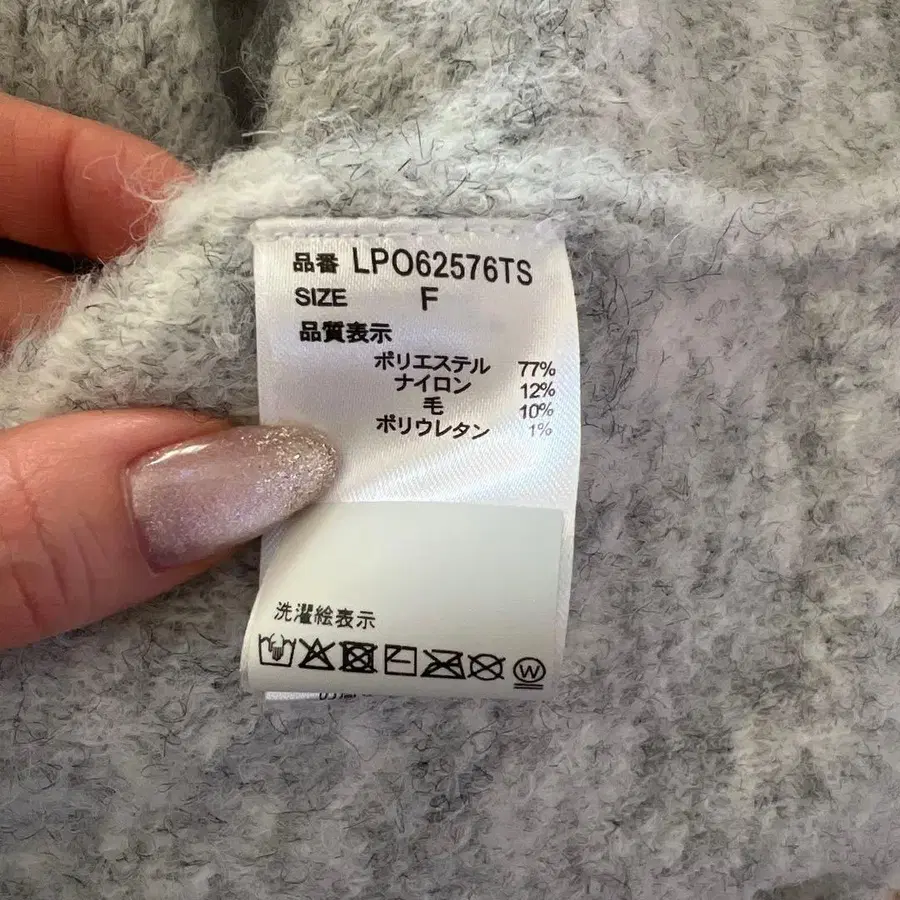 品番 LPO62576TS
SIZE F
品質表示
ポリエステル 77%
ナイロン 12%
毛 10%
ポリウレタン 1%
洗濯絵表示
W